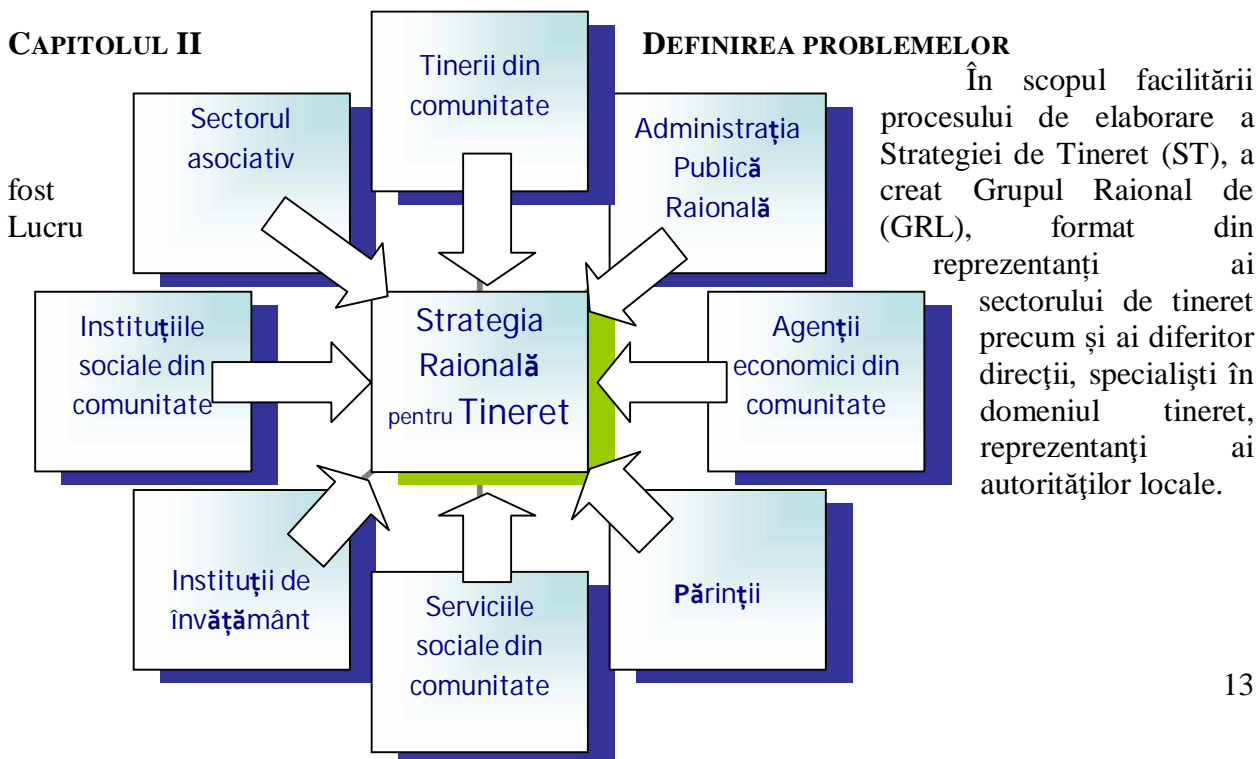 CAPITOLUL II DEFINIREA PROBLEMELOR
În scopul facilitării
procesului de elaborare a
Strategiei de Tineret (ST), a
fost creat Grupul Raional de
Lucru (GRL), format din
reprezentanți ai
sectorului de tineret
precum și ai diferitor
direcţii, specialişti în
domeniul tineret,
reprezentanţi ai
autorităţilor locale.
Tinerii din
comunitate
Sectorul
asociativ
Administrația
Publică
Raională
Instituțiile
sociale din
comunitate
Strategia
Raională
pentru Tineret
Agenții
economici din
comunitate
Instituții de
învățământ
Serviciile
sociale din
comunitate
Părinții
13